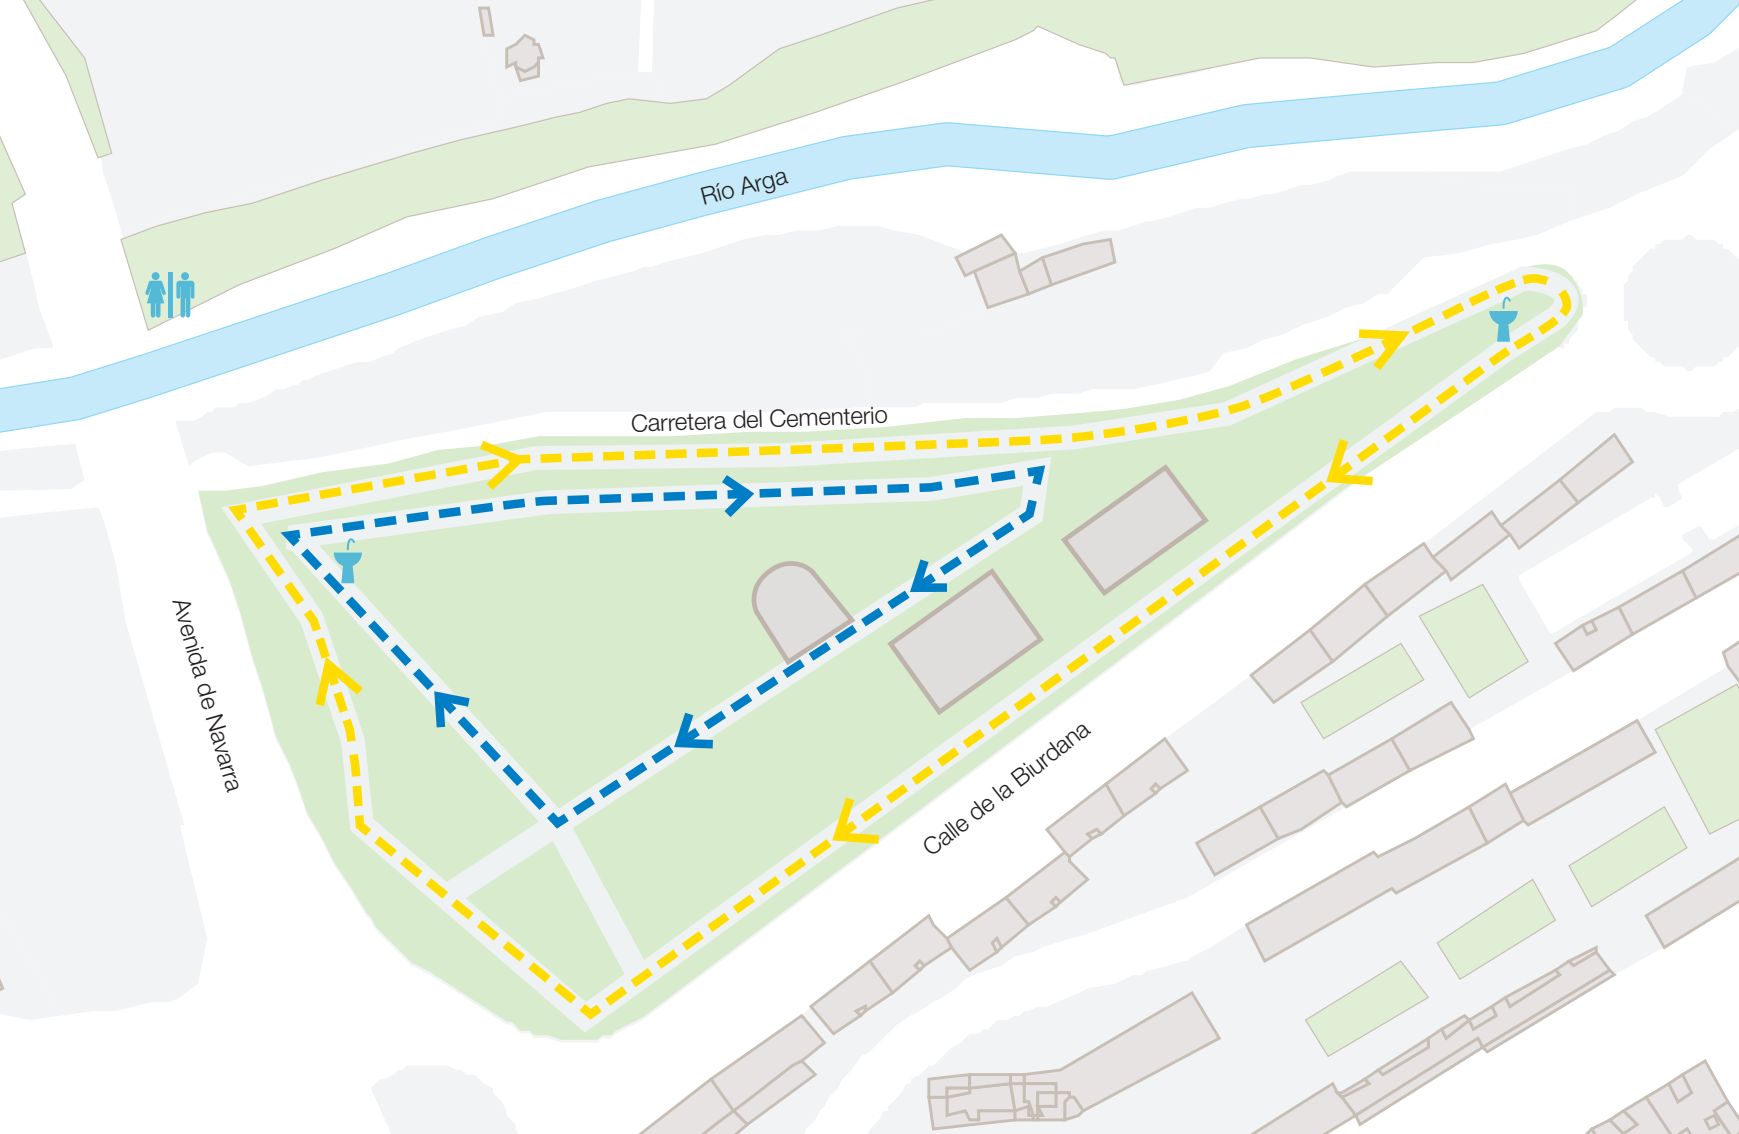 Río Arga
Carretera del Cementerio
Avenida de Navarra
Calle de la Biurdana